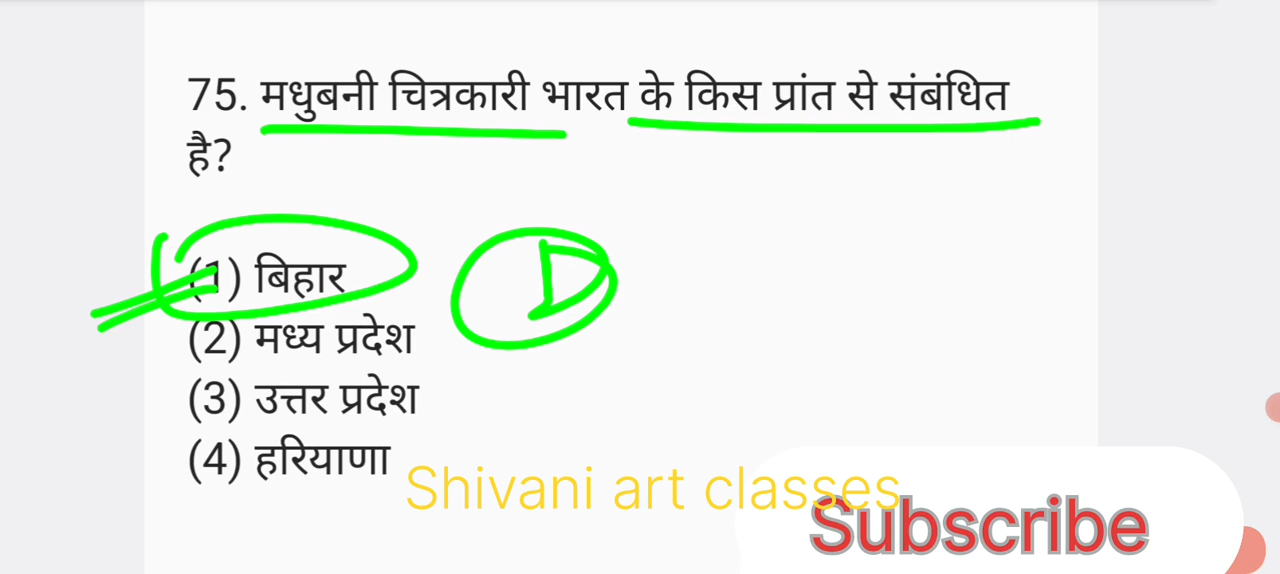 75. मधुबनी चित्रकारी भारत के किस प्रांत से संबंधित
है?
(1) बिहार
D
(2) मध्य प्रदेश
(3) उत्तर प्रदेश
(4) हरियाणा
Shivani art classes
Subscribe